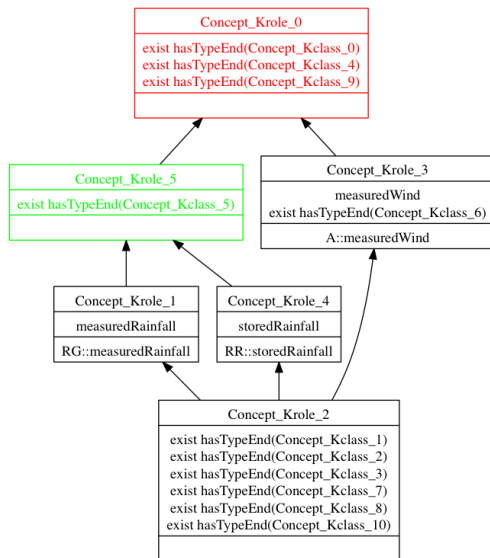 Concept_Krole_0
exist hasTypeEnd(Concept_Kclass_0)
exist hasTypeEnd(Concept_Kclass_4)
exist hasTypeEnd(Concept_Kclass_9)
Concept_Krole_5
exist hasTypeEnd(Concept_Kclass_5)
Concept_Krole_3
measuredWind
exist hasTypeEnd(Concept_Kclass_6)
A::measuredWind
Concept_Krole_1
measuredRainfall
RG::measuredRainfall
Concept_Krole_4
storedRainfall
RR::storedRainfall
Concept_Krole_2
exist hasTypeEnd(Concept_Kclass_1)
exist hasTypeEnd(Concept_Kclass_2)
exist hasTypeEnd(Concept_Kclass_3)
exist hasTypeEnd(Concept_Kclass_7)
exist hasTypeEnd(Concept_Kclass_8)
exist hasTypeEnd(Concept_Kclass_10)